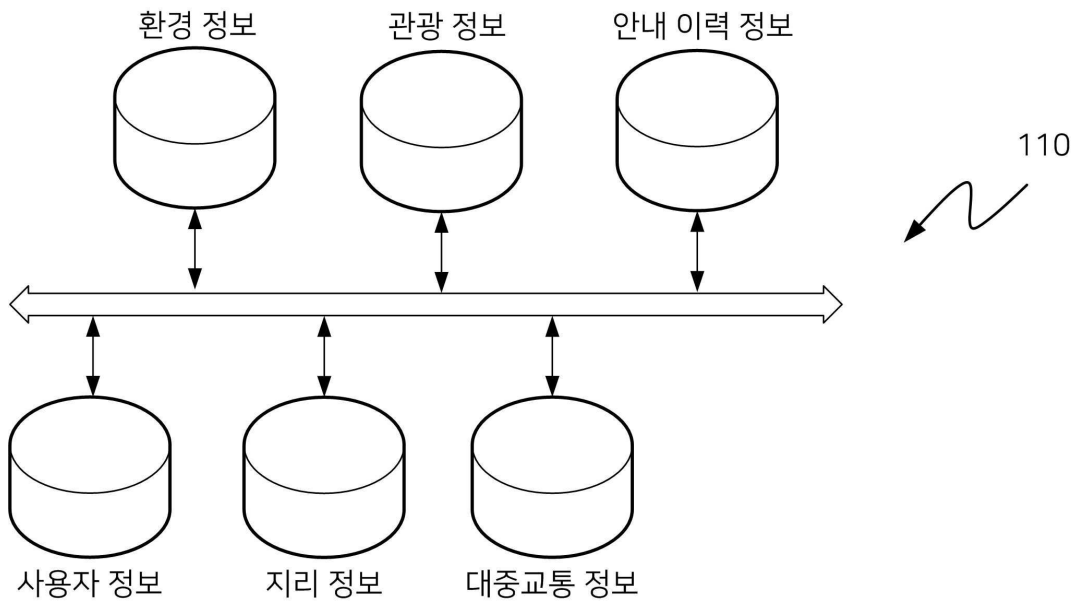 환경 정보
관광 정보
안내 이력 정보
110
사용자 정보
지리 정보
대중교통 정보